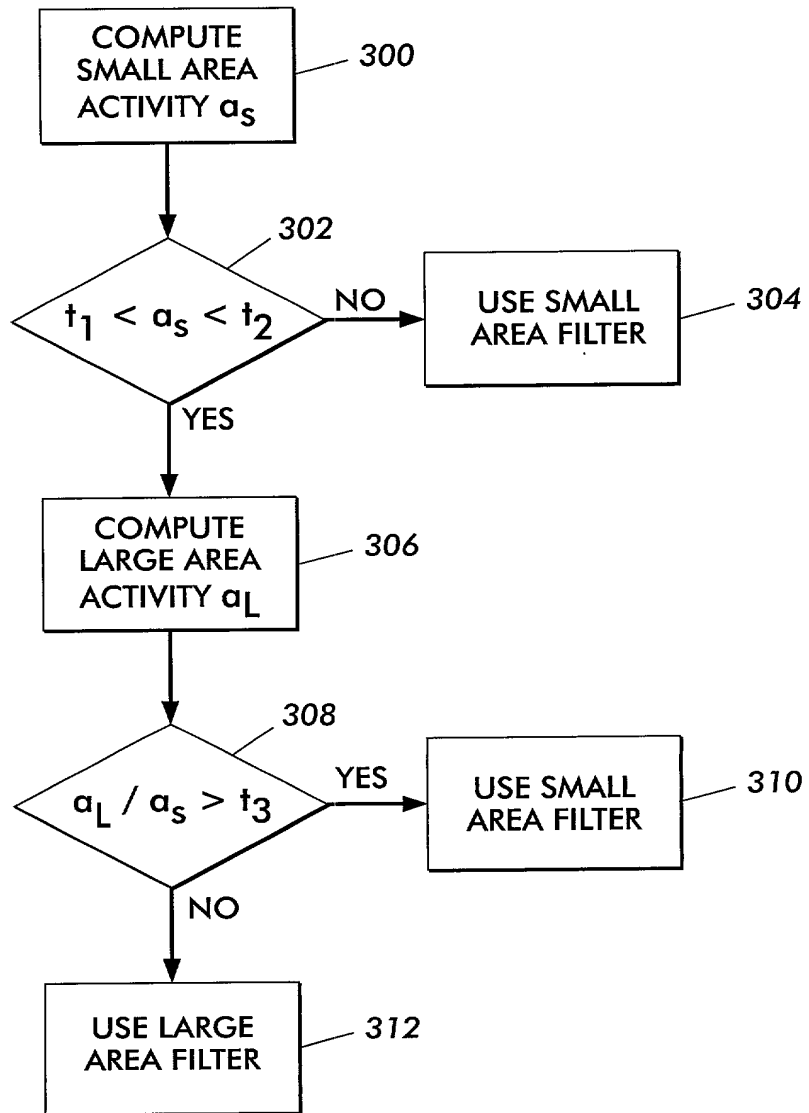 COMPUTE
SMALL AREA
ACTIVITY aS
300
302
t1 < as < t2
NO
USE SMALL
AREA FILTER
304
YES
COMPUTE
LARGE AREA
ACTIVITY aL
306
308
aL / as > t3
YES
USE SMALL
AREA FILTER
310
NO
USE LARGE
AREA FILTER
312